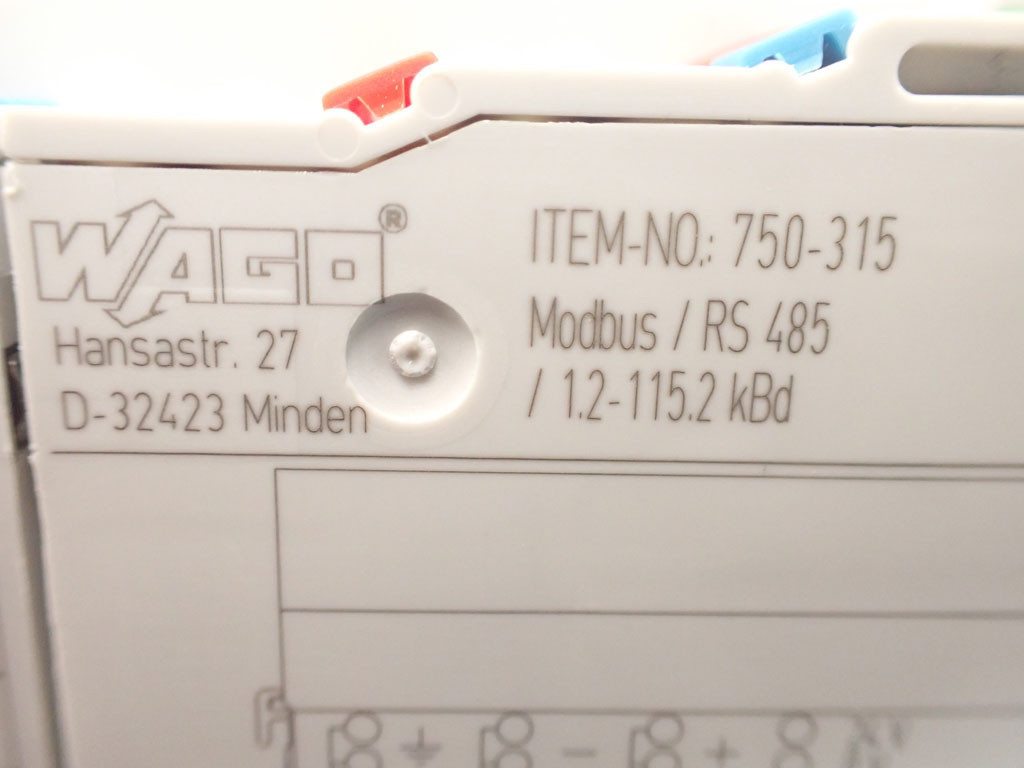 WAGO®
Hansastr. 27
D-32423 Minden
ITEM-NO.: 750-315
Modbus / RS 485
/ 1.2-115.2 kBd